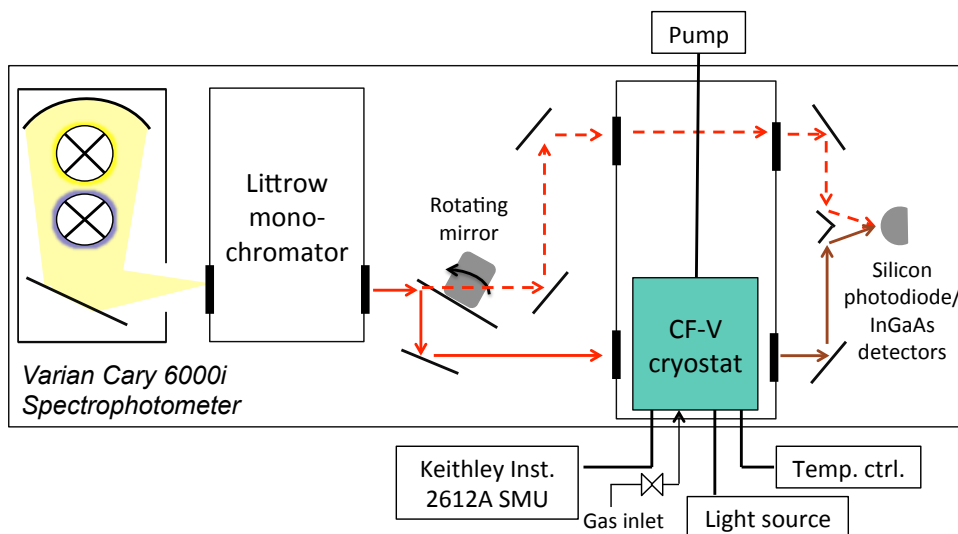 Pump
Littrow
mono-
chromator
Rotating
mirror
Silicon
photodiode/
InGaAs
detectors
CF-V
cryostat
Varian Cary 6000i
Spectrophotometer
Keithley Inst.
2612A SMU
Gas inlet
Light source
Temp. ctrl.